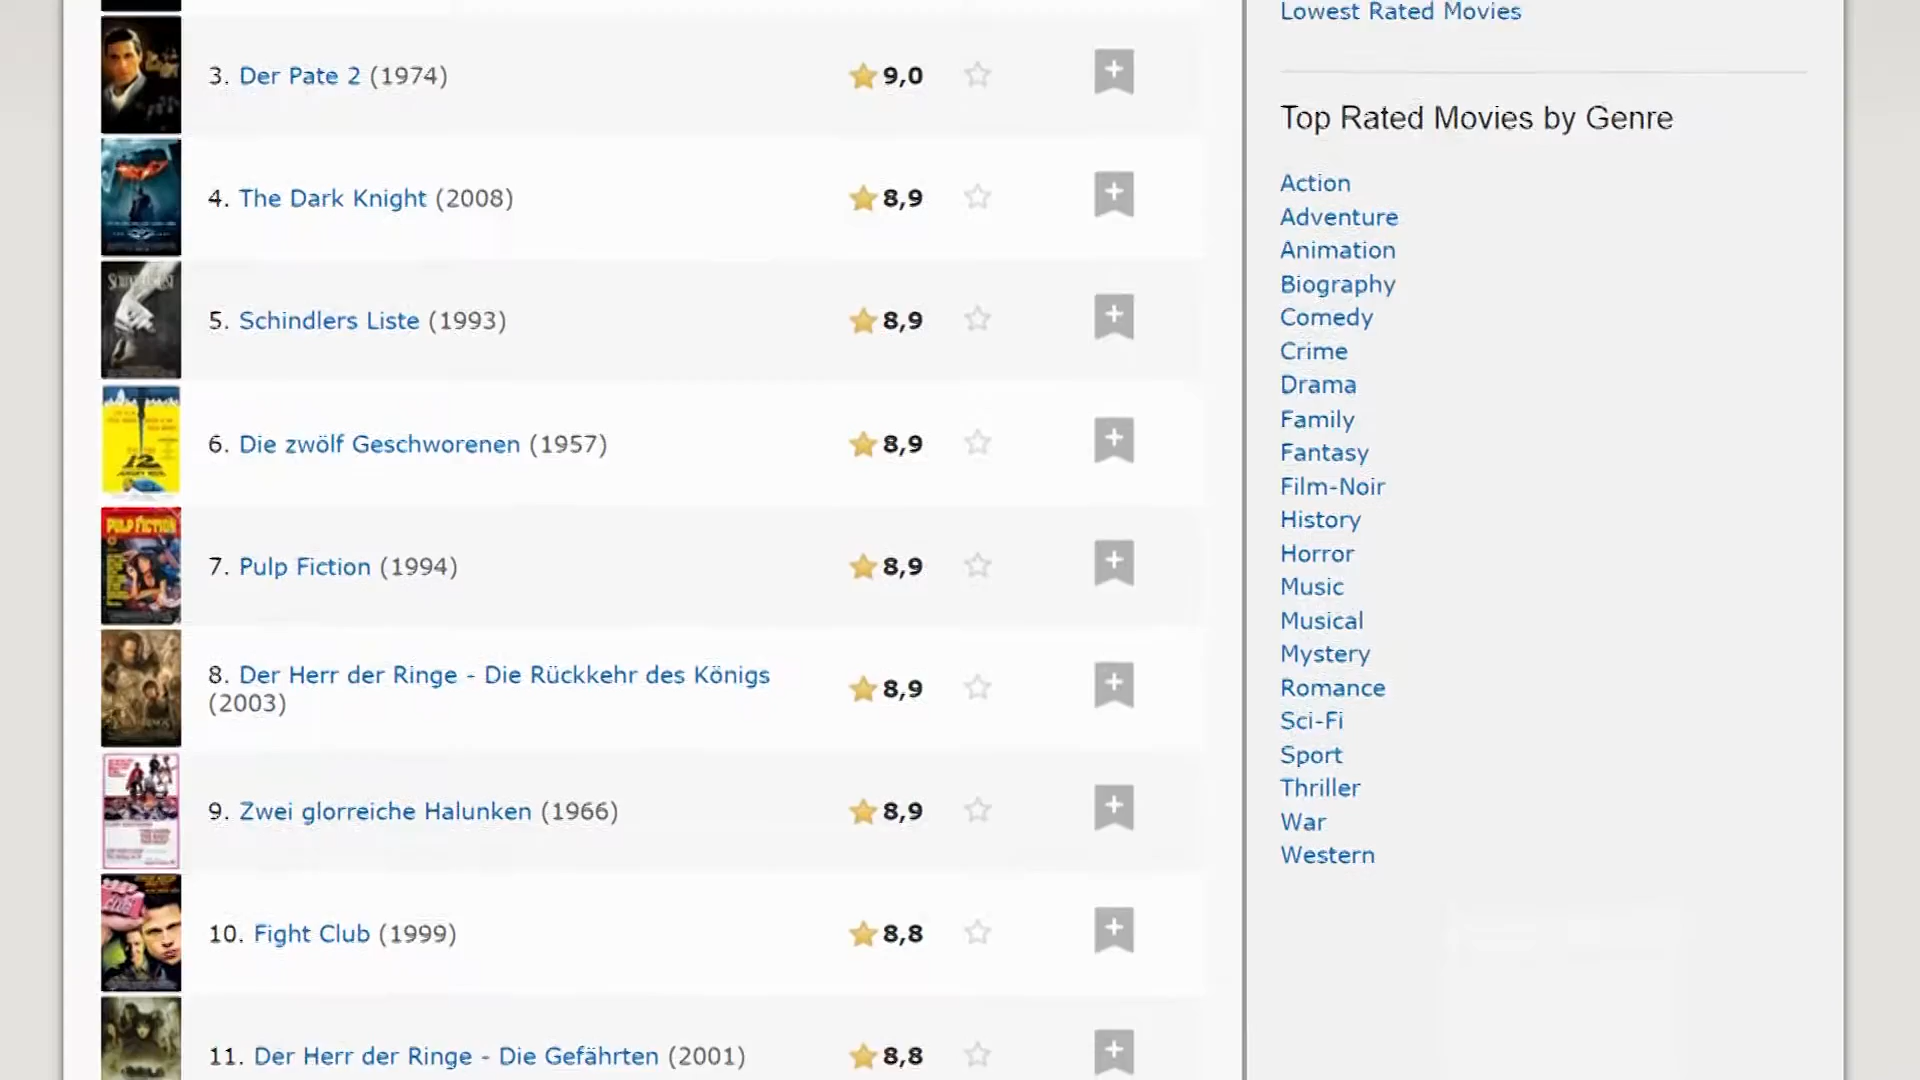 Lowest Rated Movies
3. Der Pate 2 (1974)
9,0
4. The Dark Knight (2008)
8,9
5. Schindlers Liste (1993)
8,9
6. Die zwölf Geschworenen (1957)
8,9
7. Pulp Fiction (1994)
8,9
8. Der Herr der Ringe - Die Rückkehr des Königs
(2003)
8,9
9. Zwei glorreiche Halunken (1966)
8,9
10. Fight Club (1999)
8,8
11. Der Herr der Ringe - Die Gefährten (2001)
8,8
PULP FICTION
12
Top Rated Movies by Genre
Action
Adventure
Animation
Biography
Comedy
Crime
Drama
Family
Fantasy
Film-Noir
History
Horror
Music
Musical
Mystery
Romance
Sci-Fi
Sport
Thriller
War
Western